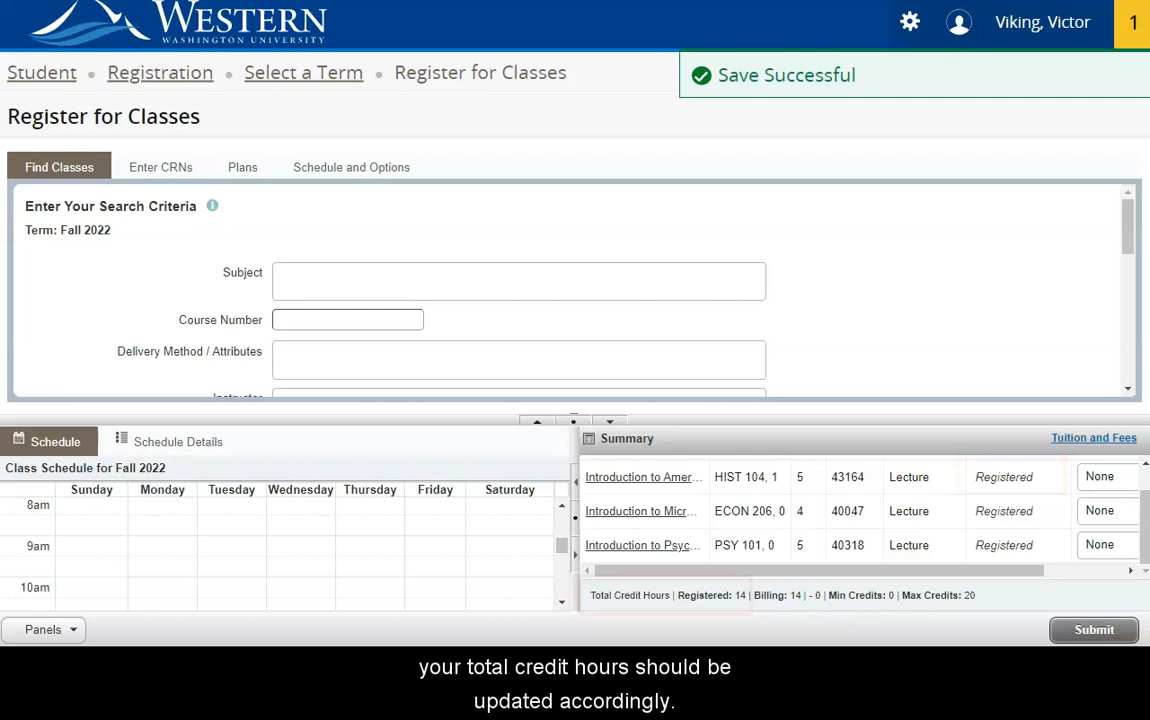 WESTERN
WASHINGTON UNIVERSITY
Viking, Victor
1
Student • Registration • Select a Term • Register for Classes
Save Successful
Register for Classes
Find Classes Enter CRNs Plans Schedule and Options
Enter Your Search Criteria
Term: Fall 2022
Subject
Course Number
Delivery Method / Attributes
Instructor
Schedule Schedule Details
Class Schedule for Fall 2022
Sunday Monday Tuesday Wednesday Thursday Friday Saturday
8am
9am
10am
Summary Tuition and Fees
Introduction to Amer... HIST 104, 1 5 43164 Lecture Registered None
Introduction to Micr... ECON 206, 0 4 40047 Lecture Registered None
Introduction to Psyc... PSY 101, 0 5 40318 Lecture Registered None
Total Credit Hours | Registered: 14 | Billing: 14 | - 0 | Min Credits: 0 | Max Credits: 20
Panels Submit
your total credit hours should be
updated accordingly.